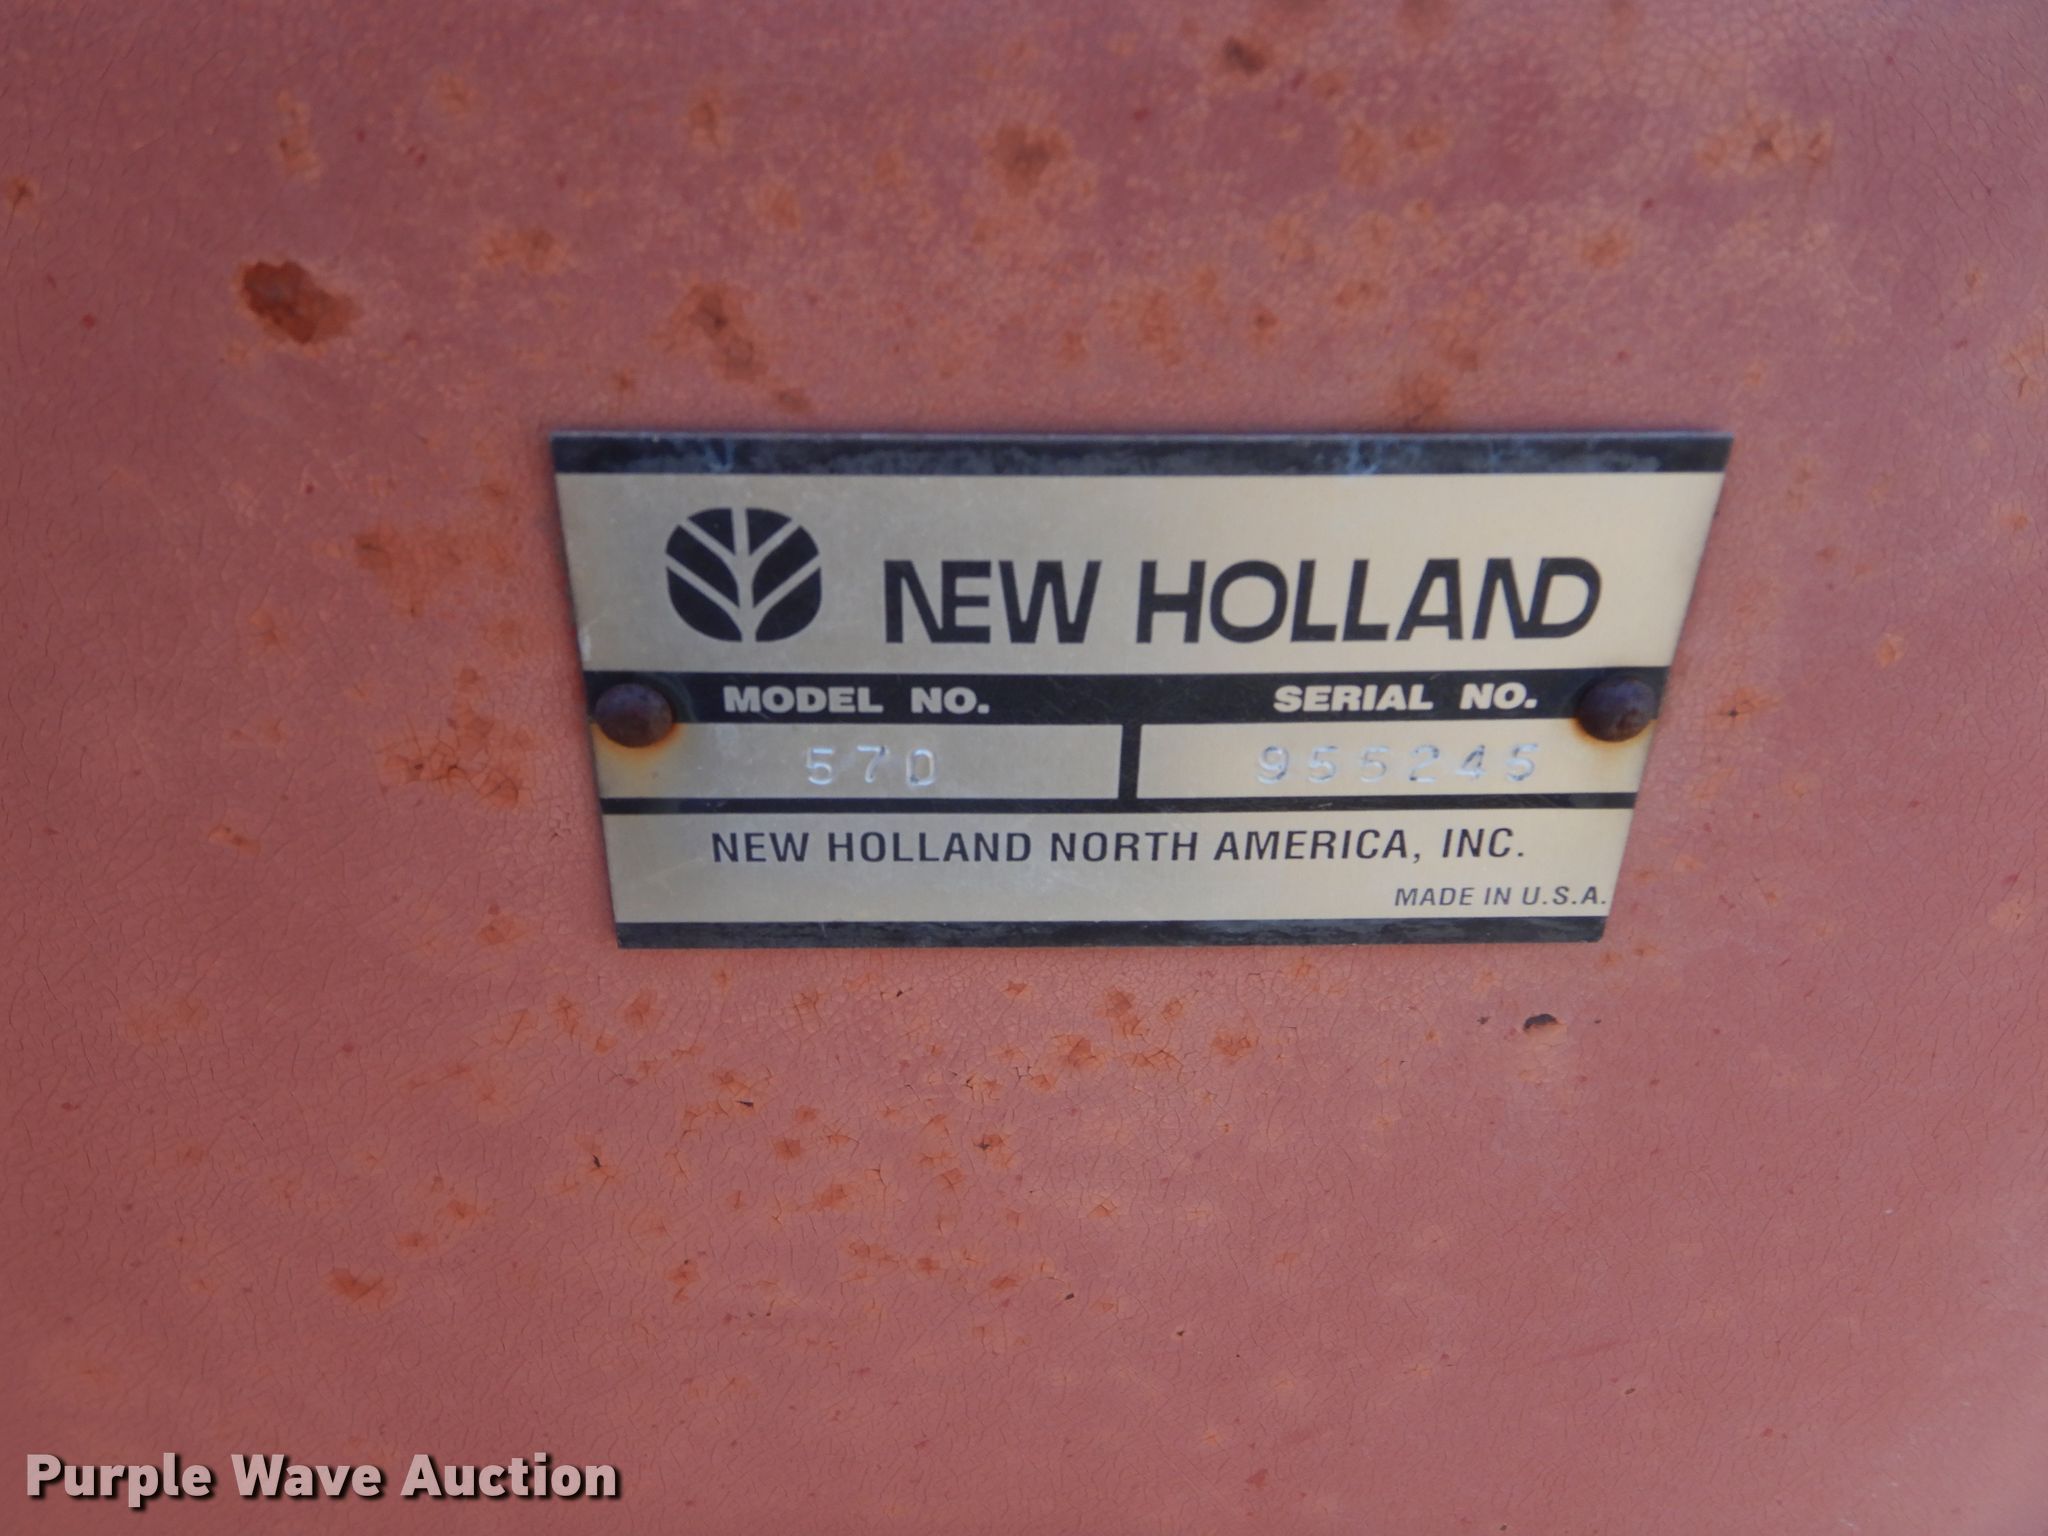 NEW HOLLAND
MODEL NO. SERIAL NO.
570 955245
NEW HOLLAND NORTH AMERICA, INC.
MADE IN U.S.A.
Purple Wave Auction